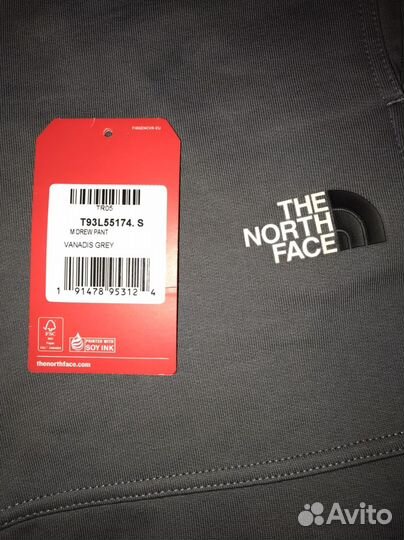 TRD5
T93L55174. S
M DREW PANT
VANADIS GREY
1 91478 95312 4
FSC
PRINTED WITH
SOY INK
thenorthface.com
THE
NORTH
FACE
Avito